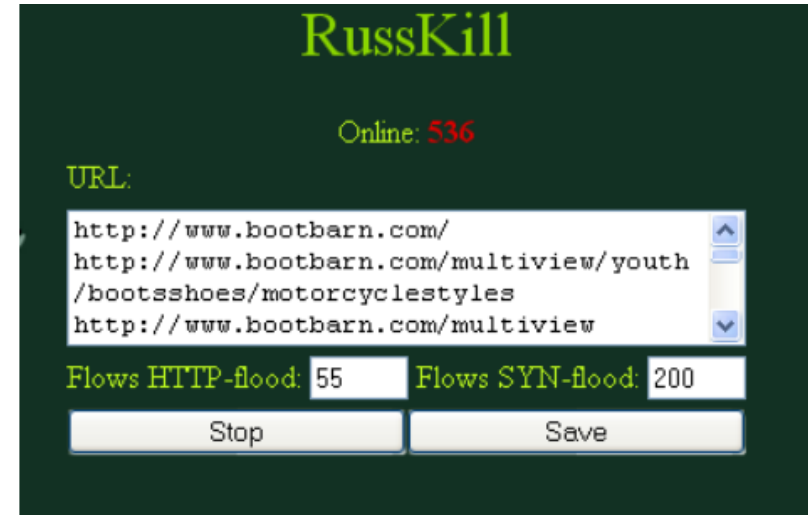 RussKill
Online: 536
URL:
http://www.bootbarn.com/
http://www.bootbarn.com/multiview/youth
/bootsshoes/motorcyclestyles
http://www.bootbarn.com/multiview
Flows HTTP-flood: 55 Flows SYN-flood: 200
Stop Save